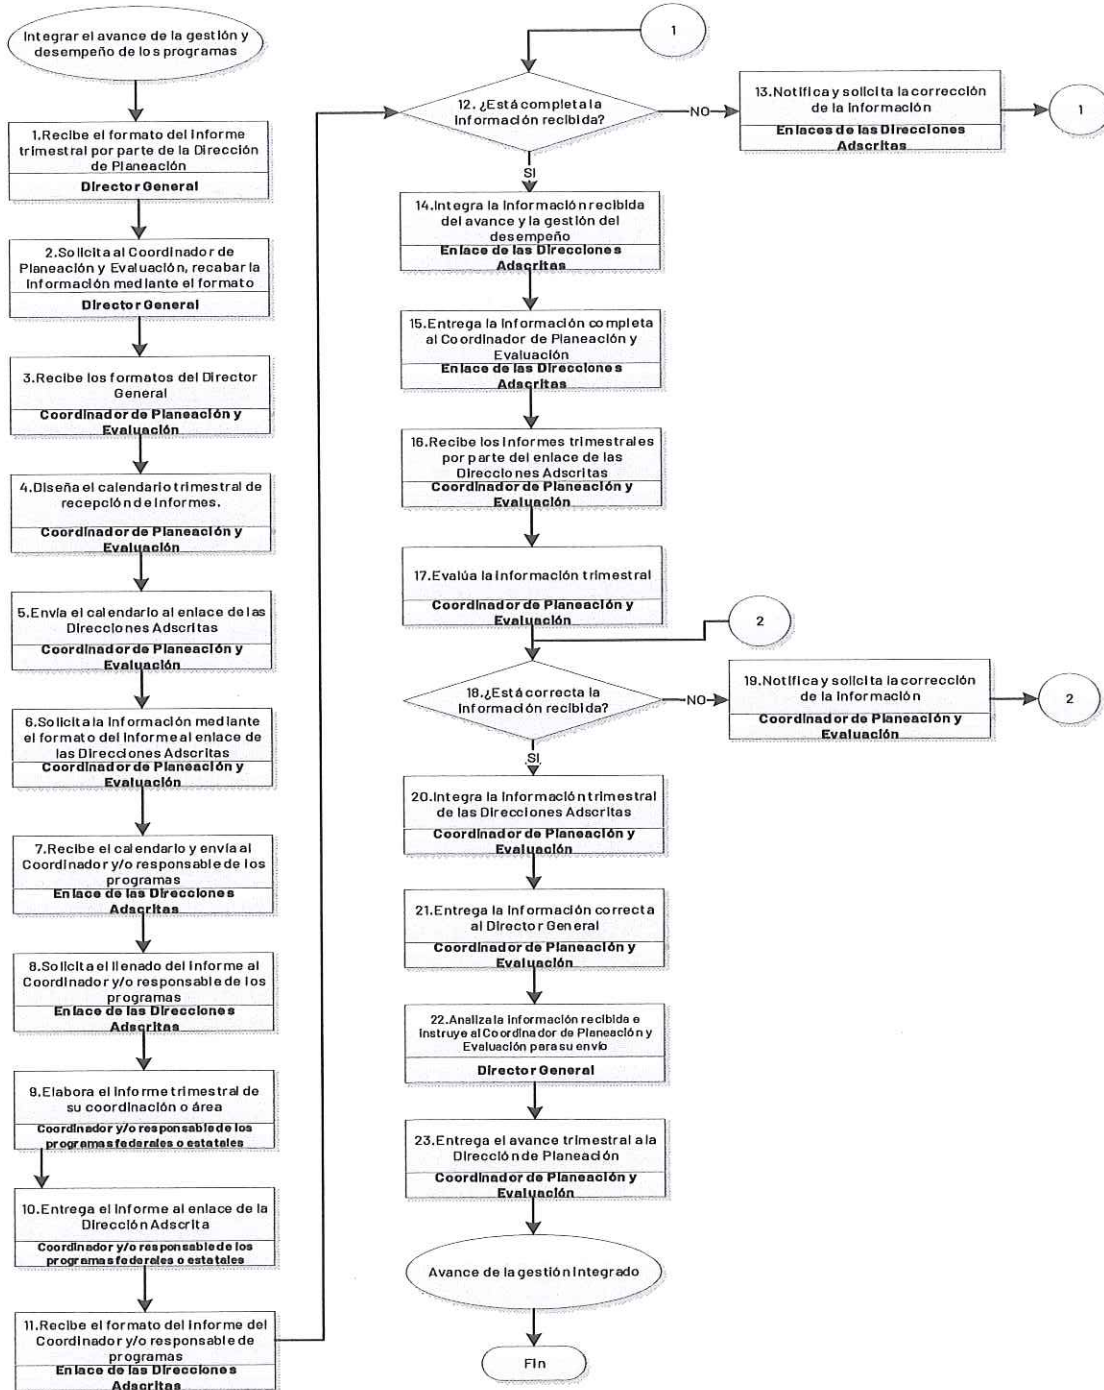 Integrar el avance de la gestión y
desempeño de los programas
1.Recibe el formato del Informe
trimestral por parte de la Dirección
de Planeación
Director General
2.Solicita al Coordinador de
Planeación y Evaluación, recabar la
Información mediante el formato
Director General
3.Recibe los formatos del Director
General
Coordinador de Planeación y
Evaluación
4.Diseña el calendario trimestral de
recepción de Informes.
Coordinador de Planeación y
Evaluación
5.Envía el calendario al enlace de las
Direcciones Adscritas
Coordinador de Planeación y
Evaluación
6.Solicita la Información mediante
el formato del Informe al enlace de
las Direcciones Adscritas
Coordinador de Planeación y
Evaluación
7.Recibe el calendario y envía al
Coordinador y/o responsable de los
programas
Enlace de las Direcciones
Adscritas
8.Solicita el llenado del Informe al
Coordinador y/o responsable de los
programas
Enlace de las Direcciones
Adscritas
9.Elabora el Informe trimestral de
su coordinación o área
Coordinador y/o responsable de los
programas federales o estatales
10.Entrega el Informe al enlace de la
Dirección Adscrita
Coordinador y/o responsable de los
programas federales o estatales
11.Recibe el formato del Informe del
Coordinador y/o responsable de
programas
Enlace de las Direcciones
Adscritas
1
12. ¿Está completa la
Información recibida?
NO
13.Notifica y solicita la corrección
de la Información
Enlaces de las Direcciones
Adscritas
1
SI
14.Integra la Información recibida
del avance y la gestión del
desempeño
Enlace de las Direcciones
Adscritas
15.Entrega la Información completa
al Coordinador de Planeación y
Evaluación
Enlace de las Direcciones
Adscritas
16.Recibe los Informes trimestrales
por parte del enlace de las
Direcciones Adscritas
Coordinador de Planeación y
Evaluación
17.Evalúa la Información trimestral
Coordinador de Planeación y
Evaluación
2
18.¿Está correcta la
Información recibida?
NO
19.Notifica y solicita la corrección
de la Información
Coordinador de Planeación y
Evaluación
2
SI
20.Integra la Información trimestral
de las Direcciones Adscritas
Coordinador de Planeación y
Evaluación
21.Entrega la Información correcta
al Director General
Coordinador de Planeación y
Evaluación
22.Analiza la Información recibida e
Instruye al Coordinador de Planeación y
Evaluación para su envío
Director General
23.Entrega el avance trimestral a la
Dirección de Planeación
Coordinador de Planeación y
Evaluación
Avance de la gestión Integrado
Fin